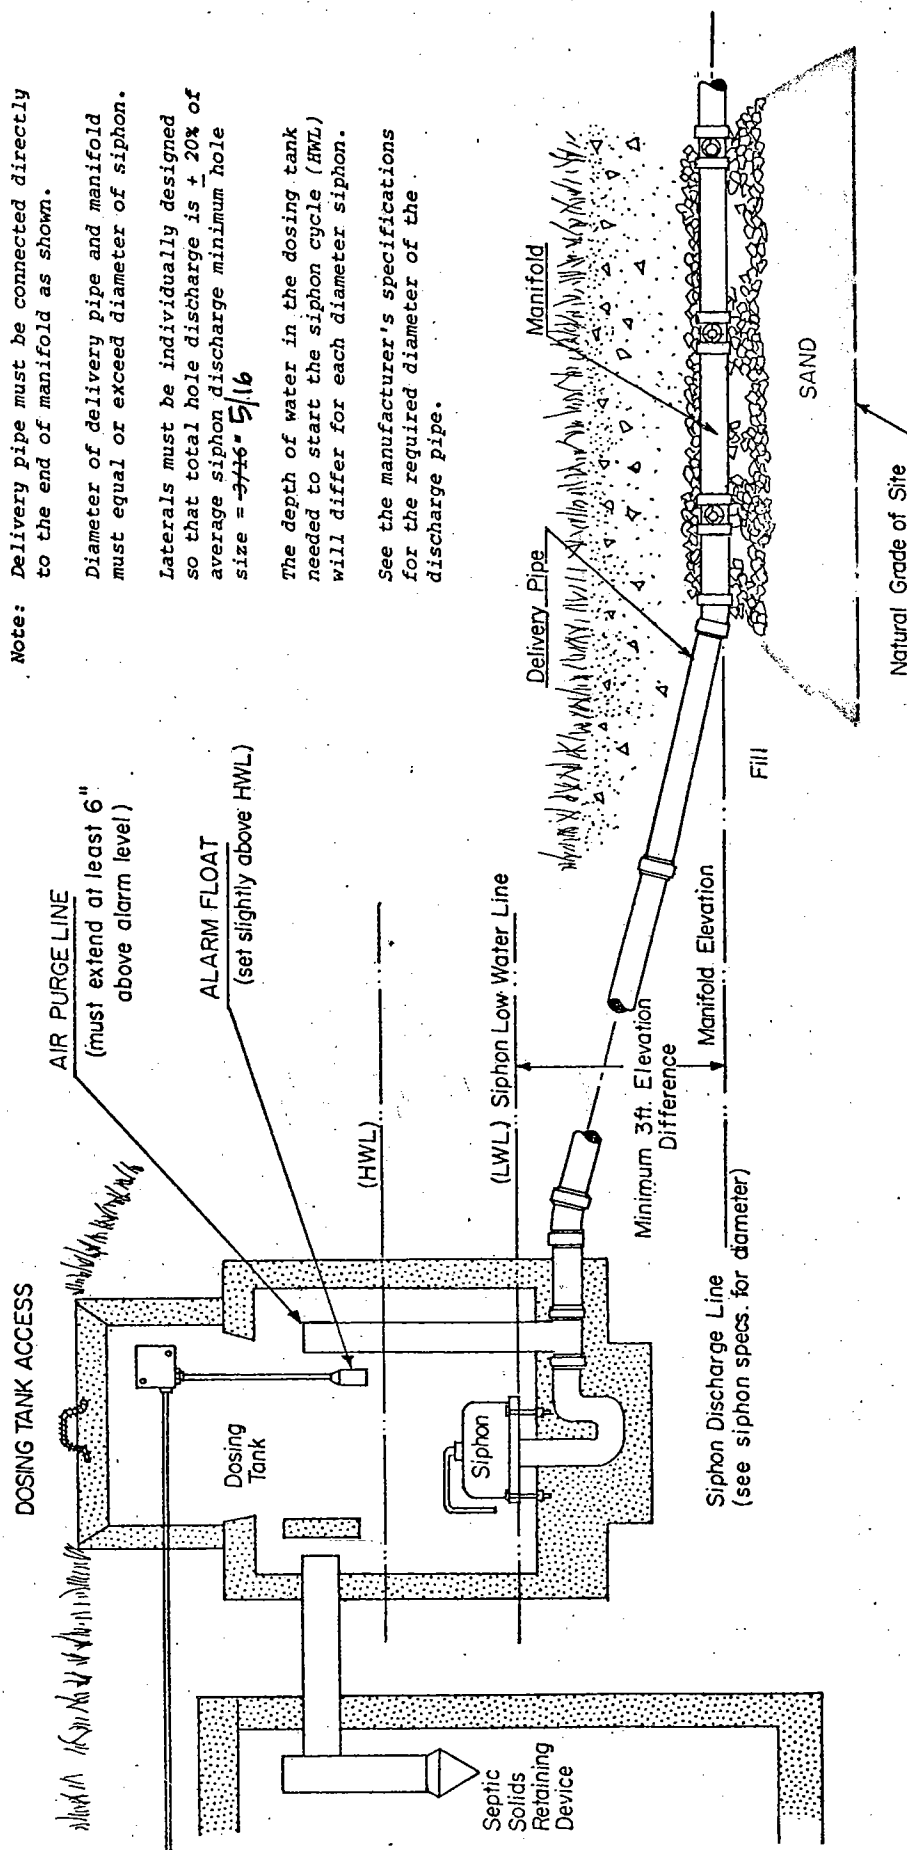 Note: Delivery pipe must be connected directly
to the end of manifold as shown.
Diameter of delivery pipe and manifold
must equal or exceed diameter of siphon.
Laterals must be individually designed
so that total hole discharge is ± 20% of
average siphon discharge minimum hole
size = 3/16" 5/16
The depth of water in the dosing tank
needed to start the siphon cycle (HWL)
will differ for each diameter siphon.
See the manufacturer's specifications
for the required diameter of the
discharge pipe.
DOSING TANK ACCESS
AIR PURGE LINE
(must extend at least 6"
above alarm level)
ALARM FLOAT
(set slightly above HWL)
(HWL)
(LWL) Siphon Low Water Line
Dosing
Tank
Siphon
Septic
Solids
Retaining
Device
Siphon Discharge Line
(see siphon specs. for diameter)
Minimum 3ft. Elevation
Difference
Manifold Elevation
Delivery Pipe
Manifold
Fill
SAND
Natural Grade of Site